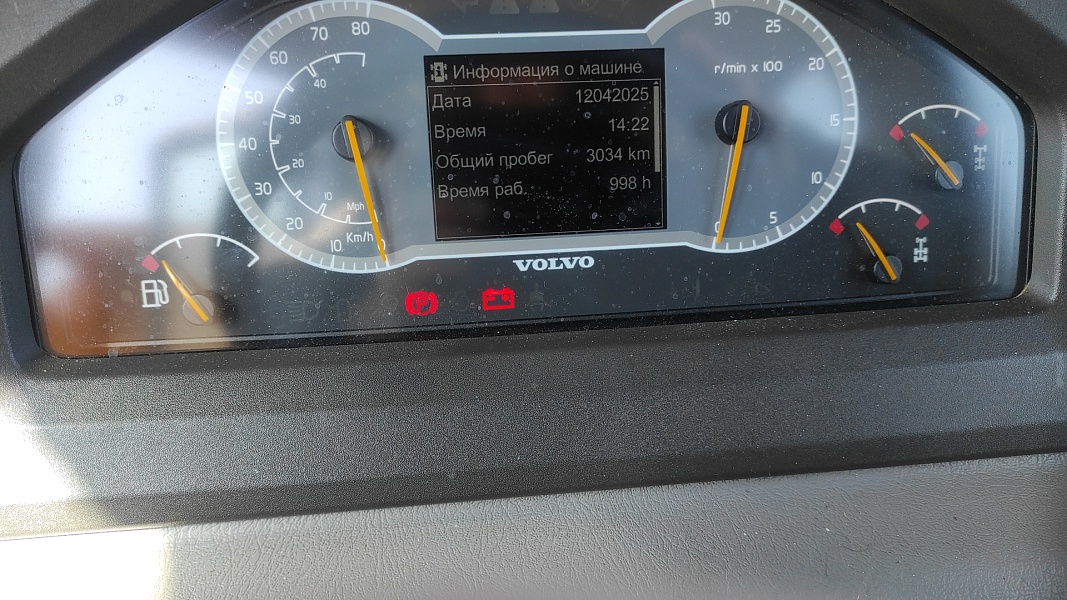 Информация о машине
Дата 12042025
Время 14:22
Общий пробег 3034 km
Время раб. 998 h
80
70
60
50
40
30
20
10
Km/h
40
30
20
10
Mph
30
25
20
15
10
5
0
r/min x 100
VOLVO